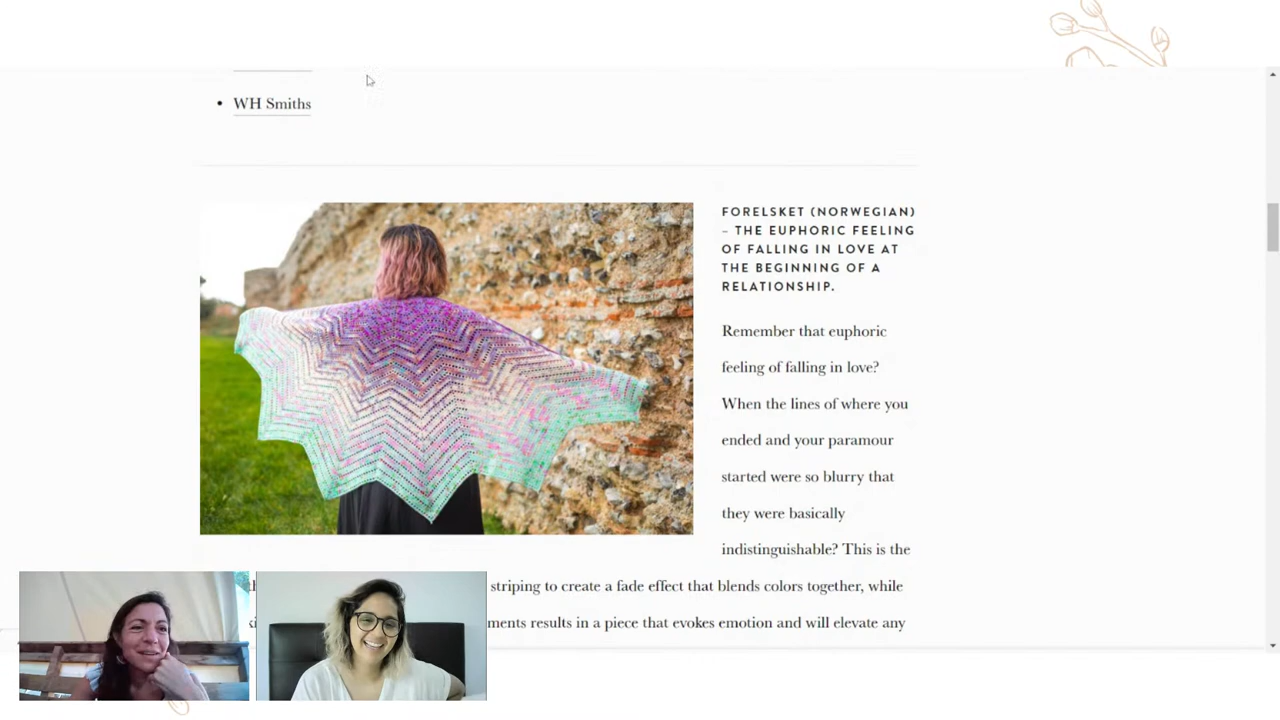 WH Smiths
FORELSKET (NORWEGIAN)
– THE EUPHORIC FEELING
OF FALLING IN LOVE AT
THE BEGINNING OF A
RELATIONSHIP.
Remember that euphoric
feeling of falling in love?
When the lines of where you
ended and your paramour
started were so blurry that
they were basically
indistinguishable? This is the
striping to create a fade effect that blends colors together, while
results in a piece that evokes emotion and will elevate any